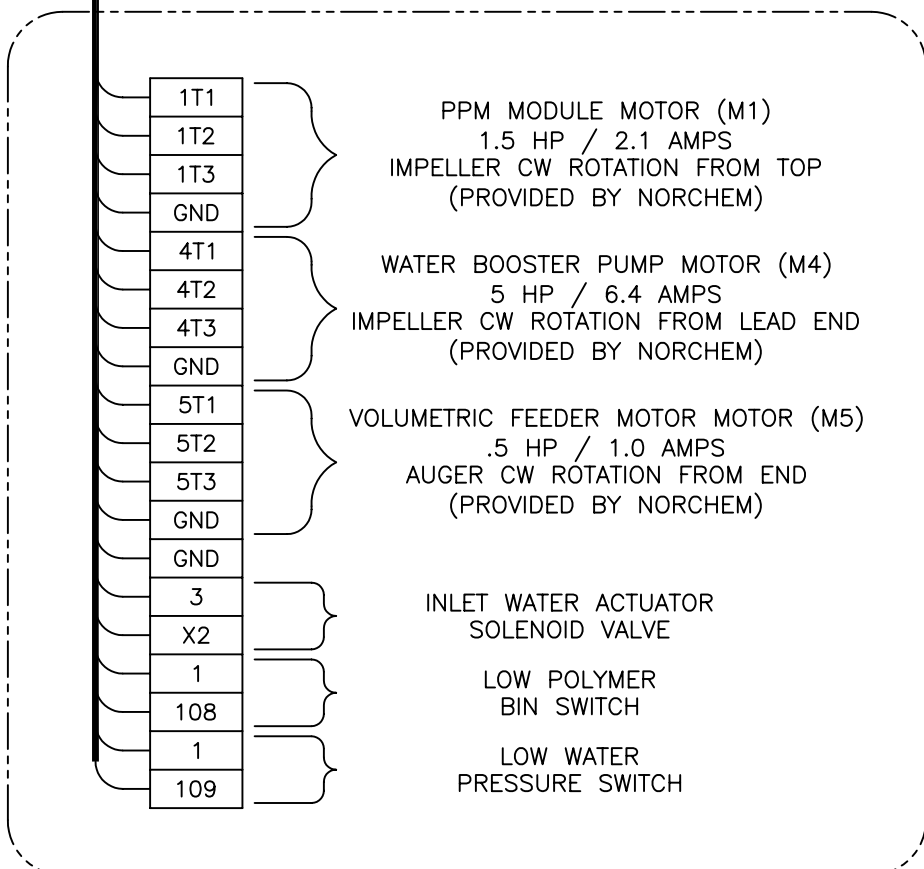 1T1
1T2
1T3
GND
PPM MODULE MOTOR (M1)
1.5 HP / 2.1 AMPS
IMPELLER CW ROTATION FROM TOP
(PROVIDED BY NORCHEM)
4T1
4T2
4T3
GND
WATER BOOSTER PUMP MOTOR (M4)
5 HP / 6.4 AMPS
IMPELLER CW ROTATION FROM LEAD END
(PROVIDED BY NORCHEM)
5T1
5T2
5T3
GND
VOLUMETRIC FEEDER MOTOR MOTOR (M5)
.5 HP / 1.0 AMPS
AUGER CW ROTATION FROM END
(PROVIDED BY NORCHEM)
GND
3
X2
INLET WATER ACTUATOR
SOLENOID VALVE
1
108
LOW POLYMER
BIN SWITCH
1
109
LOW WATER
PRESSURE SWITCH